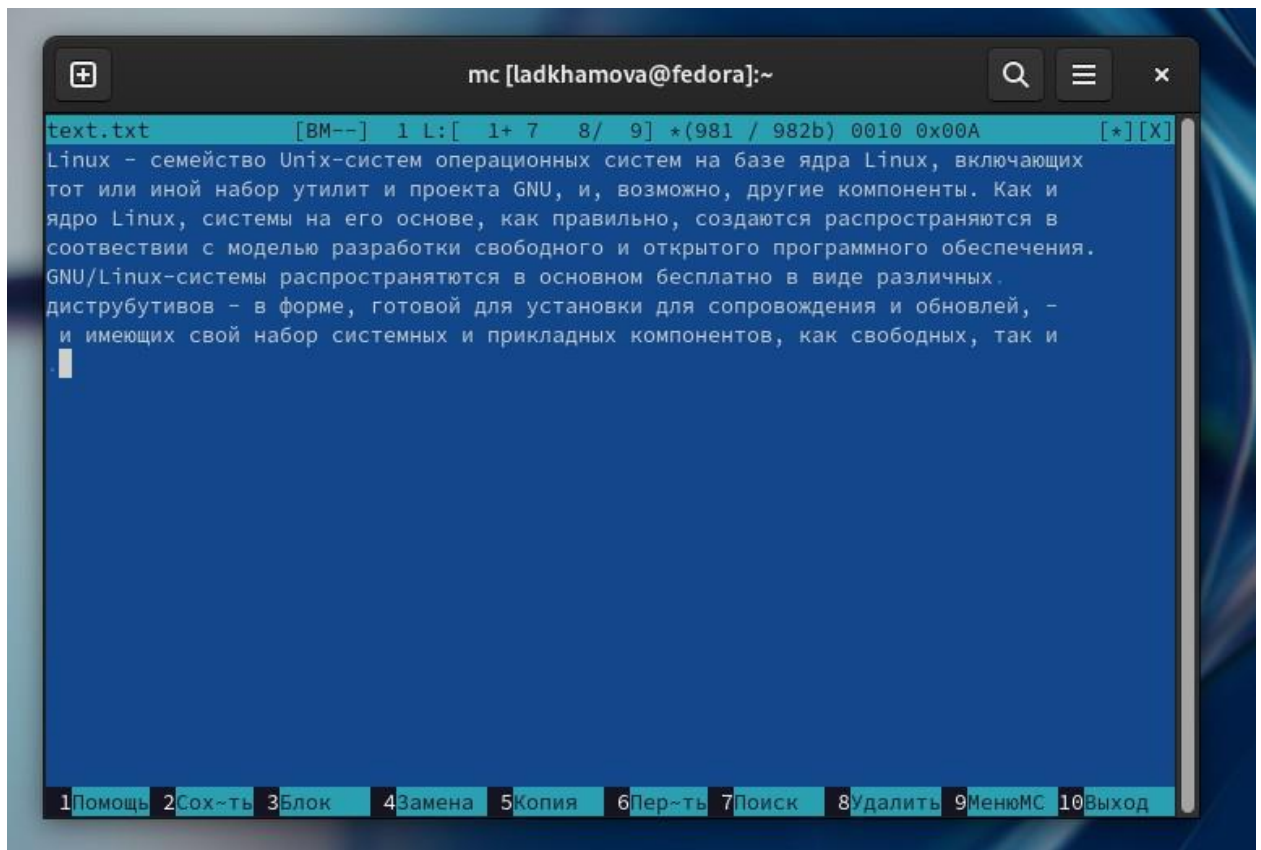 mc [ladkhamova@fedora]:~
text.txt [BM--] 1 L:[ 1+ 7 8/ 9] *(981 / 982b) 0010 0x00A [*][X]
Linux – семейство Unix-систем операционных систем на базе ядра Linux, включающих
тот или иной набор утилит и проекта GNU, и, возможно, другие компоненты. Как и
ядро Linux, системы на его основе, как правильно, создаются распространяются в
соотвествии с моделью разработки свободного и открытого программного обеспечения.
GNU/Linux-системы распространятются в основном бесплатно в виде различных.
диструбутивов – в форме, готовой для установки для сопровождения и обновлей, –
и имеющих свой набор системных и прикладных компонентов, как свободных, так и
.
1Помощь 2Сох~ть 3Блок 4Замена 5Копия 6Пер~ть 7Поиск 8Удалить 9МенюМС 10Выход